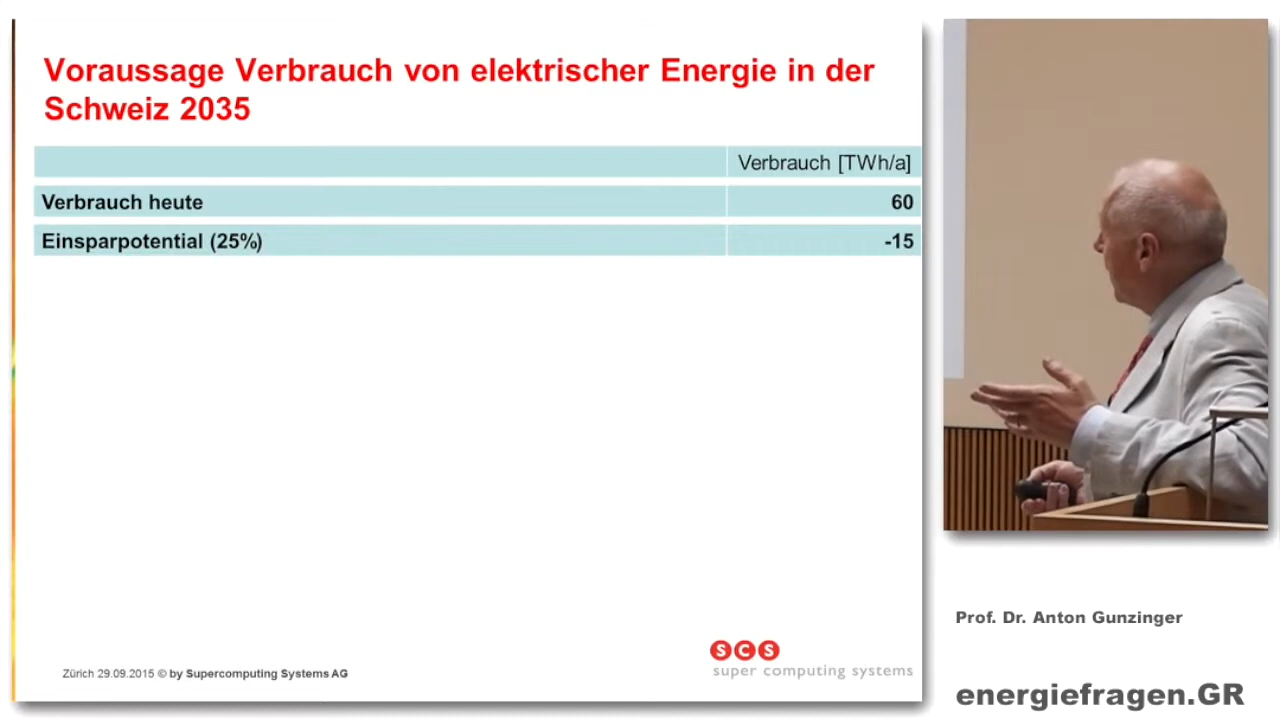 Voraussage Verbrauch von elektrischer Energie in der
Schweiz 2035
Verbrauch [TWh/a]
Verbrauch heute 60
Einsparpotential (25%) -15
Zürich 29.09.2015 © by Supercomputing Systems AG
SCS
super computing systems
Prof. Dr. Anton Gunzinger
energiefragen.GR